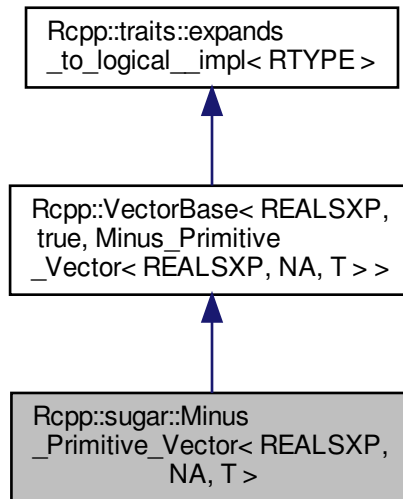 Rcpp::traits::expands
_to_logical__impl< RTYPE >
Rcpp::VectorBase< REALSXP,
true, Minus_Primitive
_Vector< REALSXP, NA, T > >
Rcpp::sugar::Minus
_Primitive_Vector< REALSXP,
NA, T >